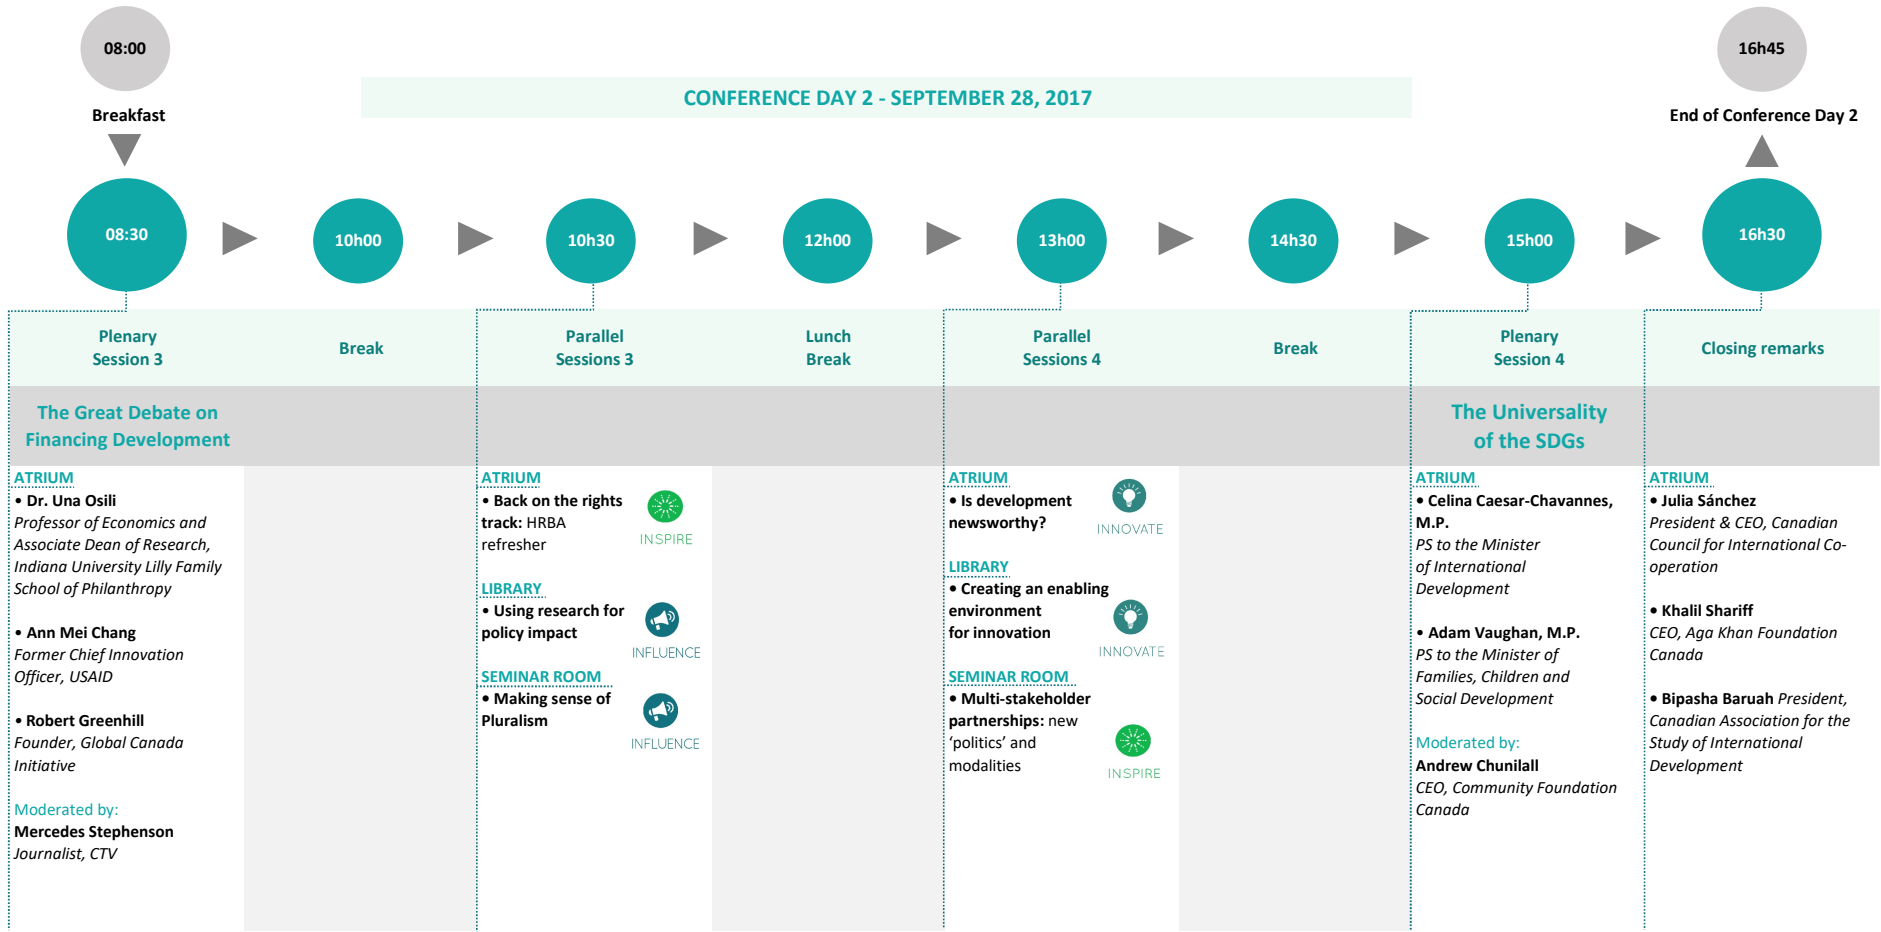 08:00
16h45
CONFERENCE DAY 2 - SEPTEMBER 28, 2017
Breakfast
End of Conference Day 2
08:30
10h00
10h30
12h00
13h00
14h30
15h00
16h30
Plenary
Session 3
Break
Parallel
Sessions 3
Lunch
Break
Parallel
Sessions 4
Break
Plenary
Session 4
Closing remarks
The Great Debate on
Financing Development
The Universality
of the SDGs
ATRIUM
• Dr. Una Osili
Professor of Economics and
Associate Dean of Research,
Indiana University Lilly Family
School of Philanthropy
• Ann Mei Chang
Former Chief Innovation
Officer, USAID
• Robert Greenhill
Founder, Global Canada
Initiative
Moderated by:
Mercedes Stephenson
Journalist, CTV
ATRIUM
• Back on the rights
track: HRBA
refresher
INSPIRE
LIBRARY
• Using research for
policy impact
INFLUENCE
SEMINAR ROOM
• Making sense of
Pluralism
INFLUENCE
ATRIUM
• Is development
newsworthy?
INNOVATE
LIBRARY
• Creating an enabling
environment
for innovation
INNOVATE
SEMINAR ROOM
• Multi-stakeholder
partnerships: new
‘politics’ and
modalities
INSPIRE
ATRIUM
• Celina Caesar-Chavannes,
M.P.
PS to the Minister
of International
Development
• Adam Vaughan, M.P.
PS to the Minister of
Families, Children and
Social Development
Moderated by:
Andrew Chunilall
CEO, Community Foundation
Canada
ATRIUM
• Julia Sánchez
President & CEO, Canadian
Council for International Co-
operation
• Khalil Shariff
CEO, Aga Khan Foundation
Canada
• Bipasha Baruah President,
Canadian Association for the
Study of International
Development